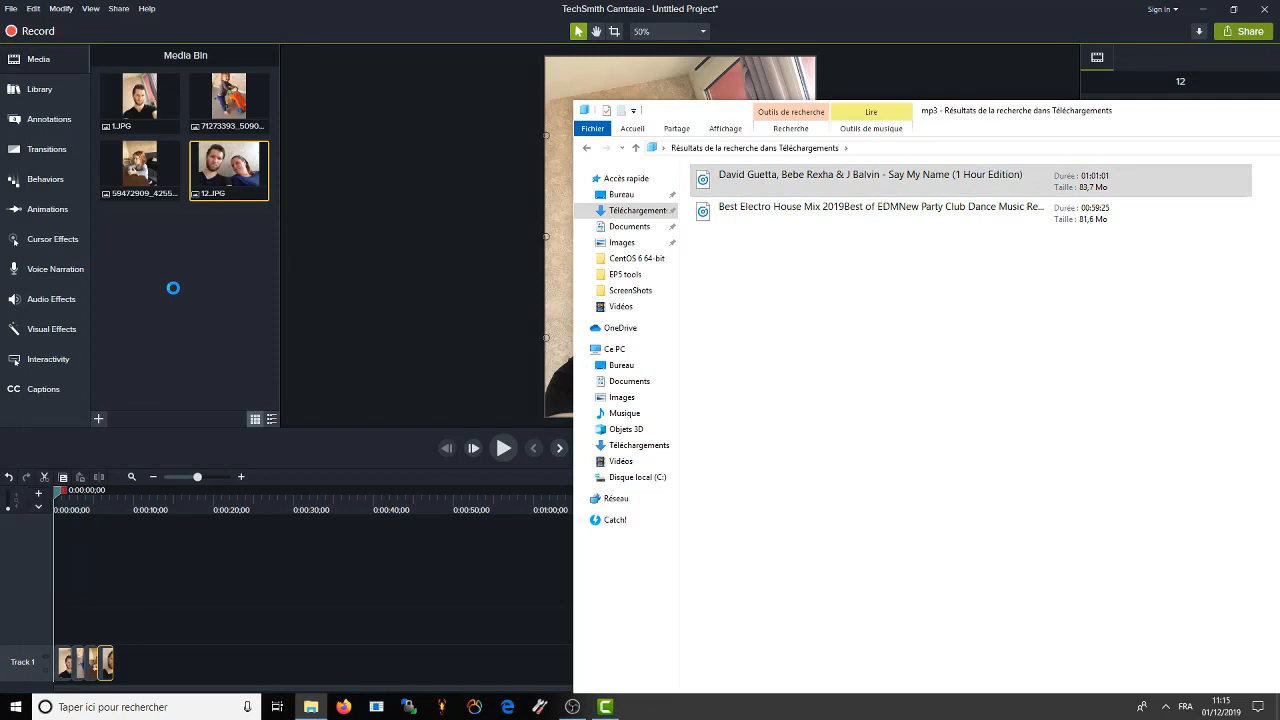 File Edit Modify View Share Help
TechSmith Camtasia - Untitled Project*
Sign In
Record
50%
Share
Media
Library
Annotations
Transitions
Behaviors
Animations
Cursor Effects
Voice Narration
Audio Effects
Visual Effects
Interactivity
CC Captions
Media Bin
1.JPG
71273393_5090...
59472909_4255...
12.JPG
12
Outils de recherche
Lire
mp3 - Résultats de la recherche dans Téléchargements
Fichier Accueil Partage Affichage Recherche Outils de musique
Résultats de la recherche dans Téléchargements
Accès rapide
Bureau
Téléchargement
Documents
Images
CentOS 6 64-bit
EP5 tools
ScreenShots
Vidéos
OneDrive
Ce PC
Bureau
Documents
Images
Musique
Objets 3D
Téléchargements
Vidéos
Disque local (C:)
Réseau
Catch!
David Guetta, Bebe Rexha & J Balvin - Say My Name (1 Hour Edition)
Durée : 01:01:01
Taille : 83,7 Mo
Best Electro House Mix 2019Best of EDMNew Party Club Dance Music Re...
Durée : 00:59:25
Taille : 81,6 Mo
0:00:00;00
0:00:00;00 0:00:10;00 0:00:20;00 0:00:30;00 0:00:40;00 0:00:50;00 0:01:00;00
Track 1
Taper ici pour rechercher
FRA
11:15
01/12/2019